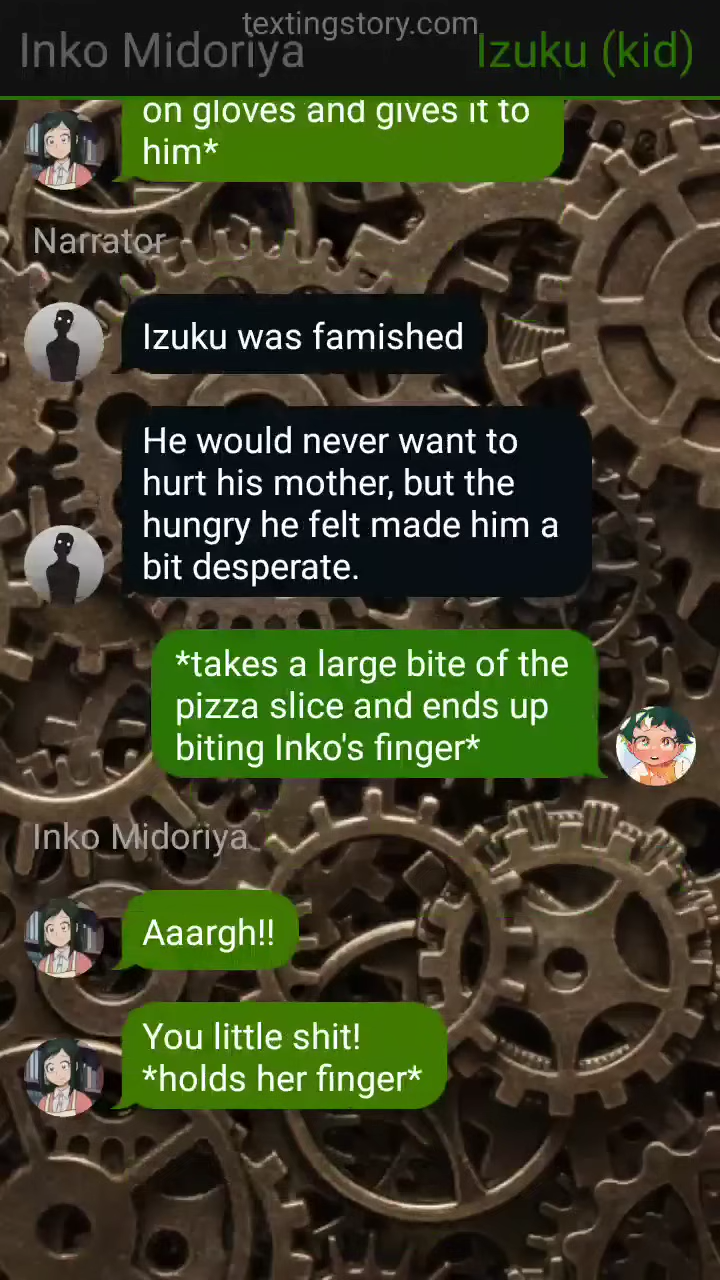 textingstory.com
Inko Midoriya
Izuku (kid)
on gloves and gives it to
him*
Narrator
Izuku was famished
He would never want to
hurt his mother, but the
hungry he felt made him a
bit desperate.
*takes a large bite of the
pizza slice and ends up
biting Inko's finger*
Inko Midoriya
Aaargh!!
You little shit!
*holds her finger*